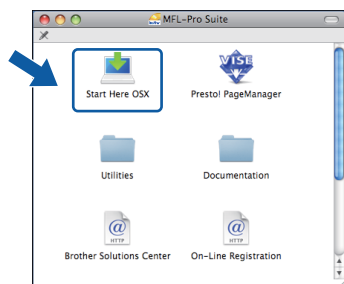 MFL-Pro Suite
VISE
Start Here OSX
Presto! PageManager
Utilities
Documentation
@
HTTP
@
HTTP
Brother Solutions Center
On-Line Registration